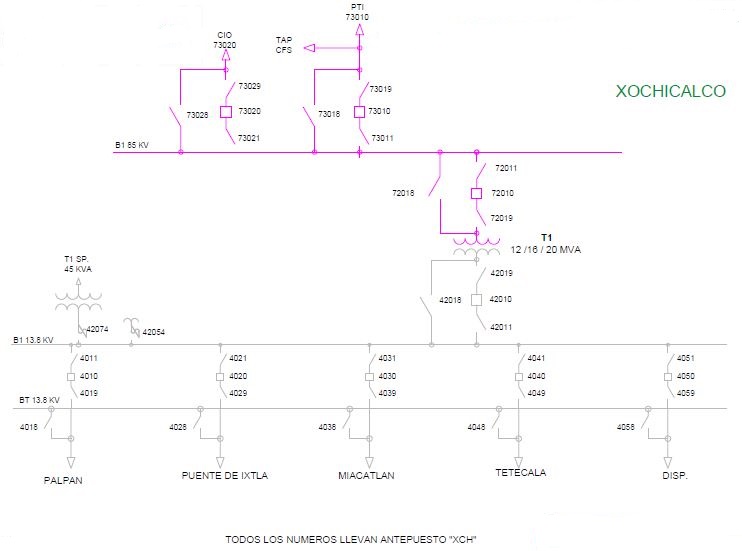 PTI
73010
CIO
73020
TAP
CFS
XOCHICALCO
73029
73019
73028
73020
73018
73010
73021
73011
B1 85 KV
72011
72018
72010
72019
T1
12 /16 / 20 MVA
T1 SP.
45 KVA
42019
42018
42010
42074
42054
42011
B1 13.8 KV
4011
4021
4031
4041
4051
4010
4020
4030
4040
4050
4019
4029
4039
4049
4059
BT 13.8 KV
4018
4028
4038
4048
4058
PALPAN
PUENTE DE IXTLA
MIACATLAN
TETECALA
DISP.
TODOS LOS NUMEROS LLEVAN ANTEPUESTO "XCH"